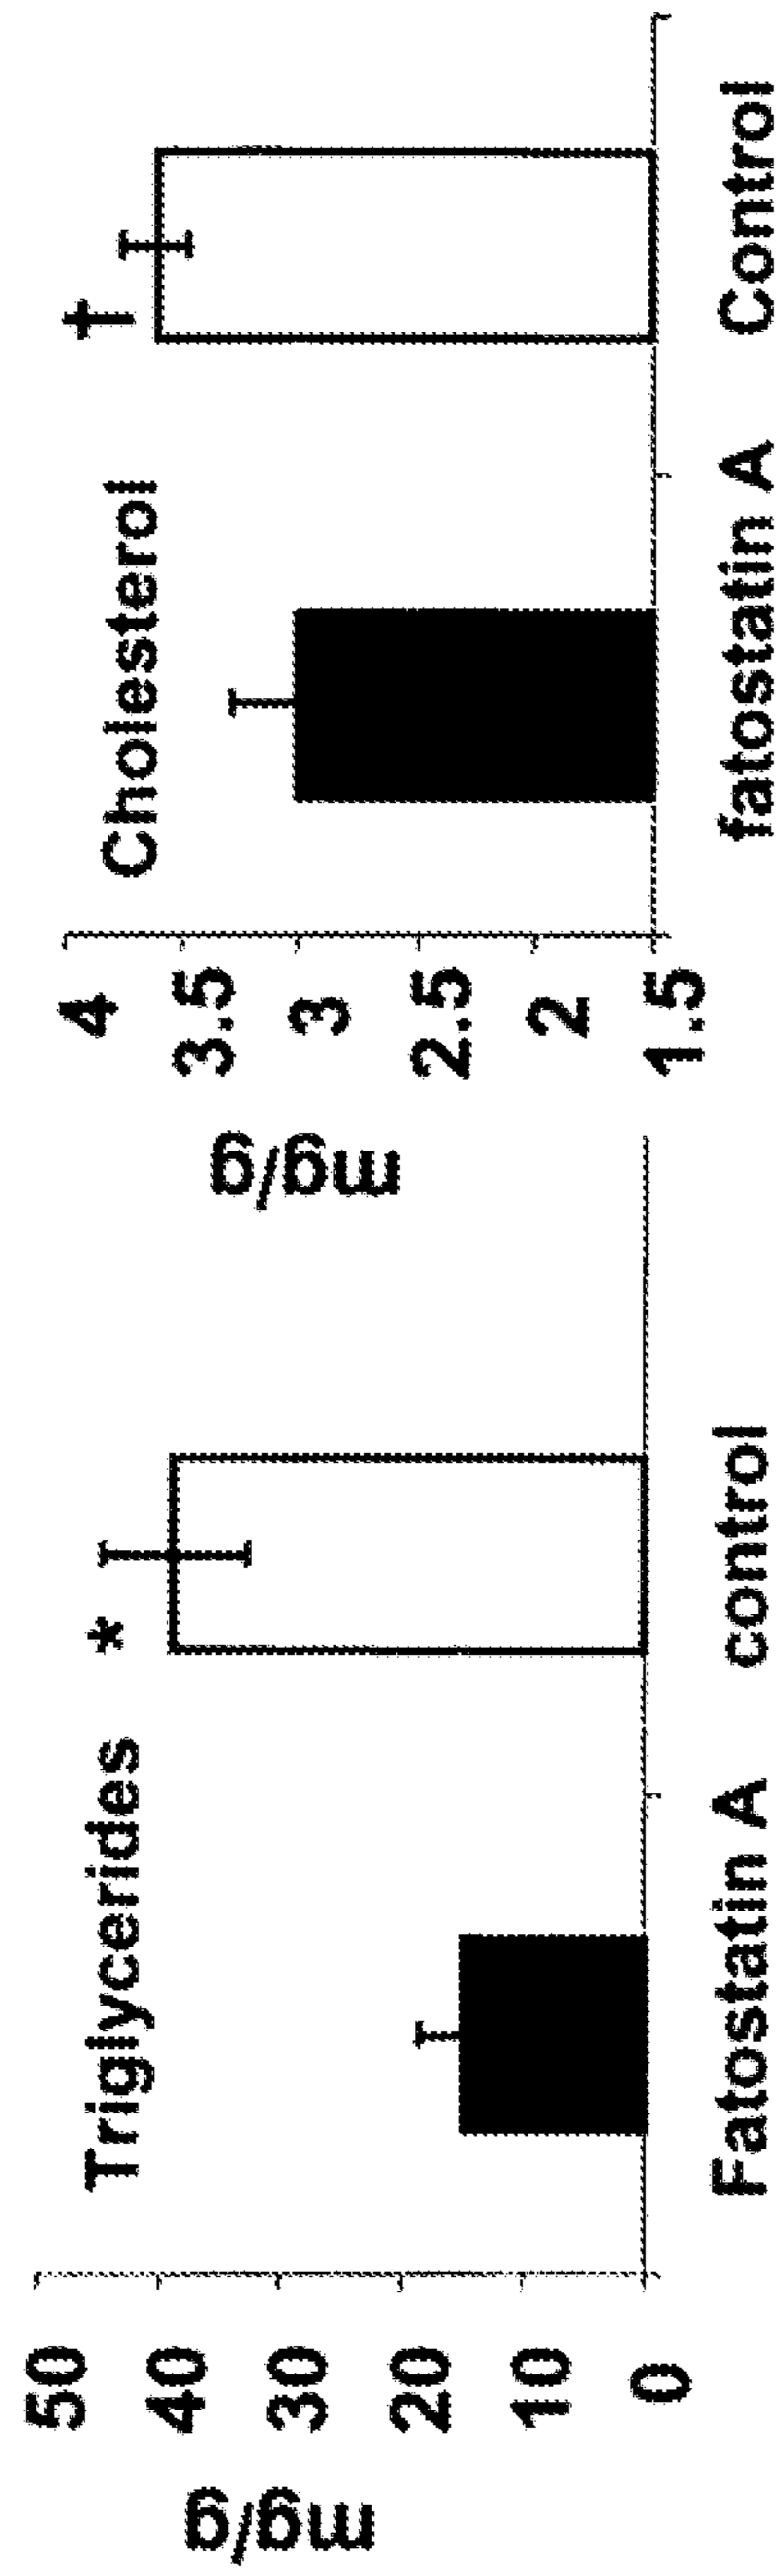 Triglycerides
*
mg/g
50
40
30
20
10
0
Fatostatin A control
Cholesterol
†
mg/g
4
3.5
3
2.5
2
1.5
fatostatin A Control